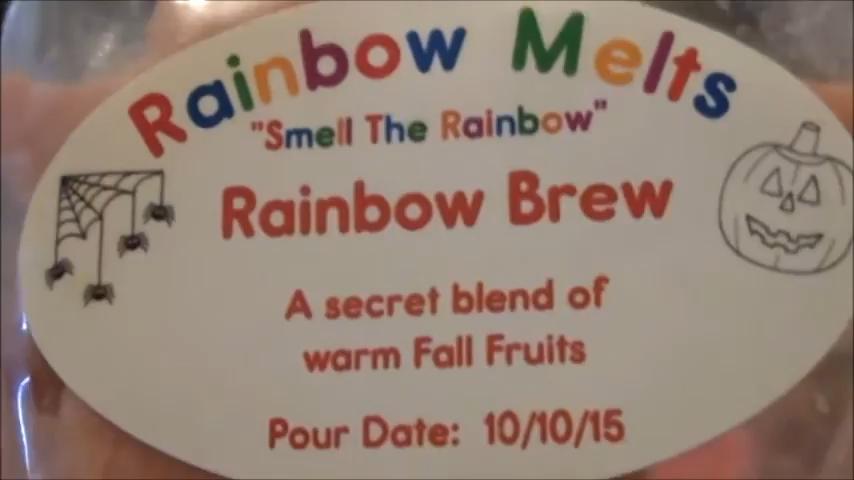 Rainbow Melts
"Smell The Rainbow"
Rainbow Brew
A secret blend of
warm Fall Fruits
Pour Date: 10/10/15